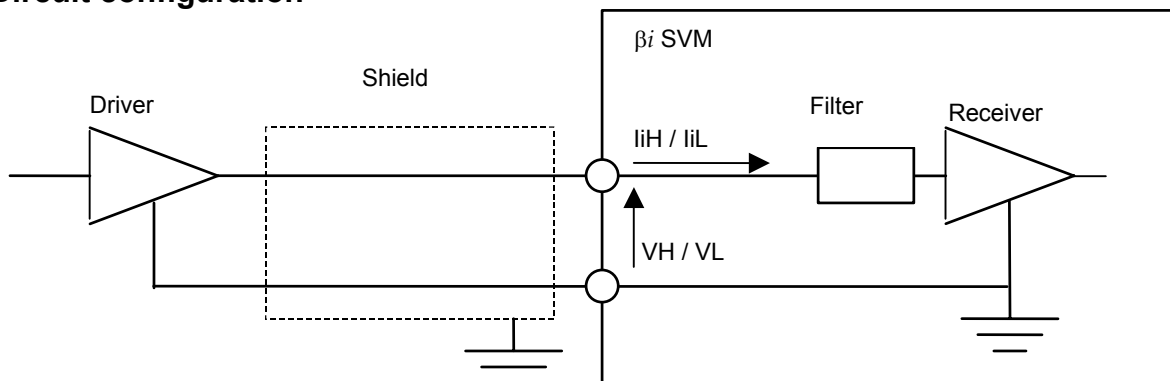 Circuit configuration
βi SVM
Shield
Driver
Filter
Receiver
IiH / IiL
VH / VL